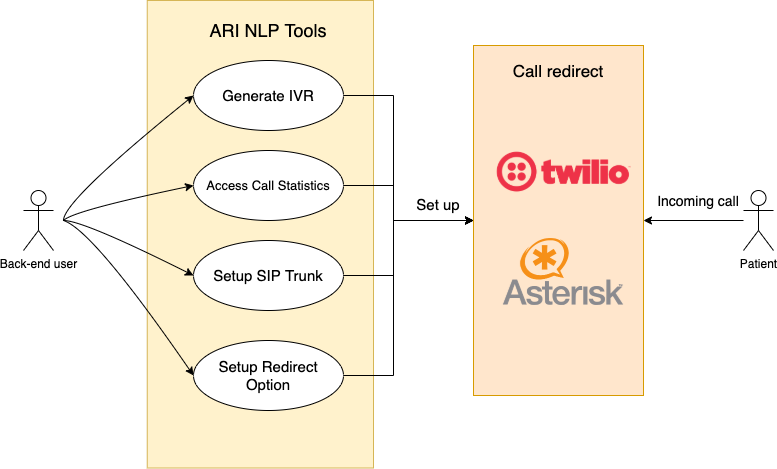 ARI NLP Tools
Generate IVR
Access Call Statistics
Setup SIP Trunk
Setup Redirect
Option
Back-end user
Set up
Call redirect
twilio
Asterisk
Incoming call
Patient